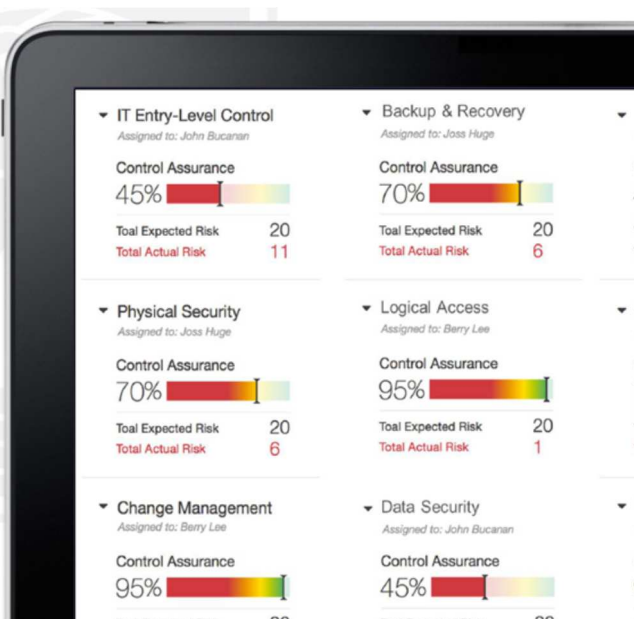 IT Entry-Level Control
Assigned to: John Bucanan
Control Assurance
45%
Toal Expected Risk 20
Total Actual Risk 11
Backup & Recovery
Assigned to: Joss Huge
Control Assurance
70%
Toal Expected Risk 20
Total Actual Risk 6
Physical Security
Assigned to: Joss Huge
Control Assurance
70%
Toal Expected Risk 20
Total Actual Risk 6
Logical Access
Assigned to: Berry Lee
Control Assurance
95%
Toal Expected Risk 20
Total Actual Risk 1
Change Management
Assigned to: Berry Lee
Control Assurance
95%
Data Security
Assigned to: John Bucanan
Control Assurance
45%